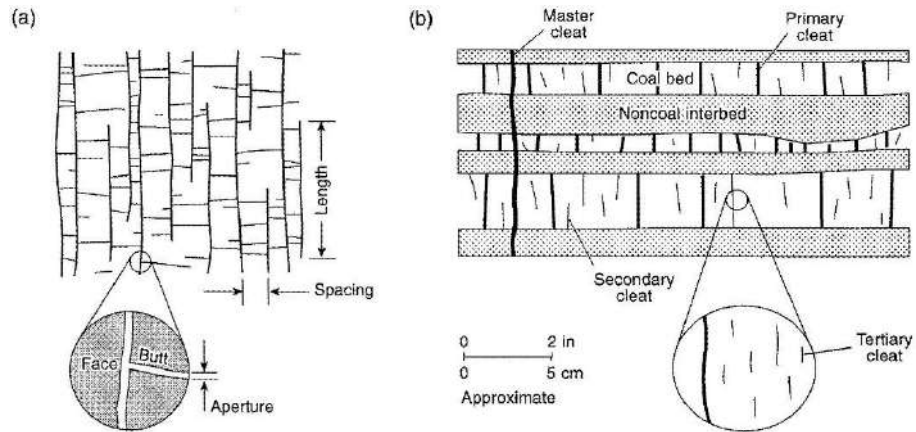 (a)
Length
Spacing
Face
Butt
Aperture
(b)
Master
cleat
Primary
cleat
Coal bed
Noncoal interbed
Secondary
cleat
0 2 in
0 5 cm
Approximate
Tertiary
cleat